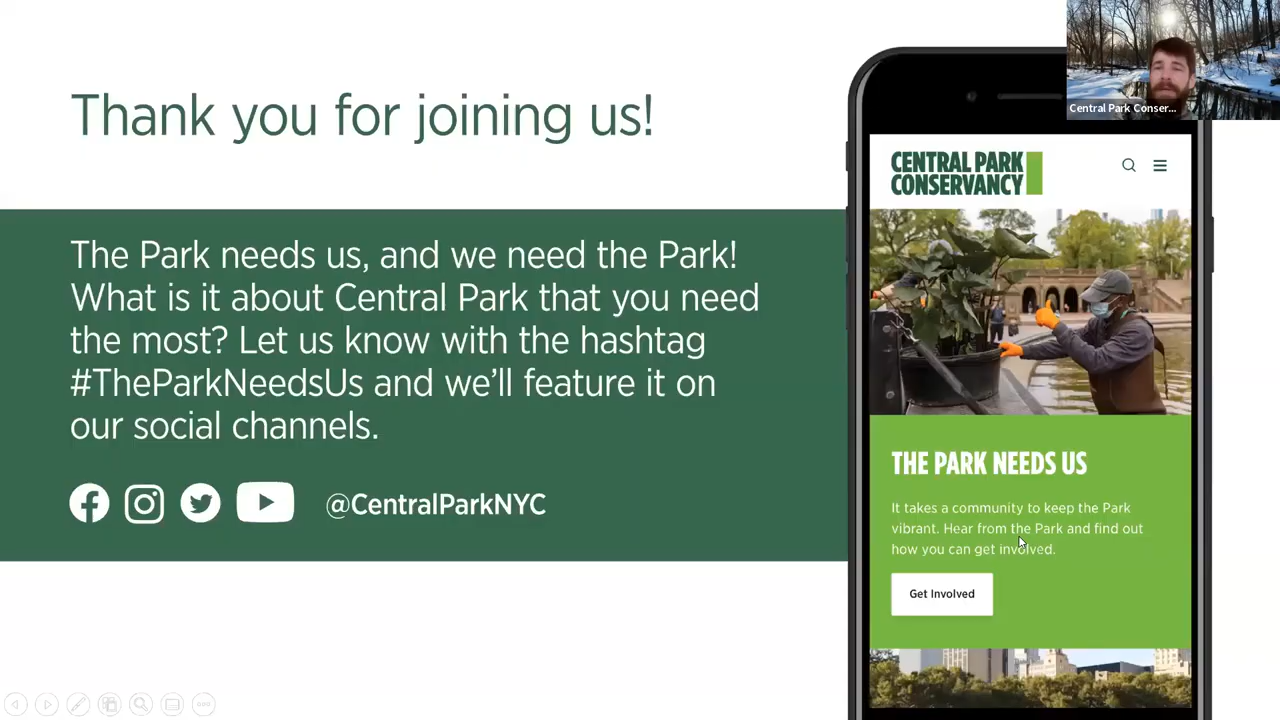 Thank you for joining us!
The Park needs us, and we need the Park!
What is it about Central Park that you need
the most? Let us know with the hashtag
#TheParkNeedsUs and we’ll feature it on
our social channels.
@CentralParkNYC
Central Park Conser...
CENTRAL PARK
CONSERVANCY
THE PARK NEEDS US
It takes a community to keep the Park
vibrant. Hear from the Park and find out
how you can get involved.
Get Involved